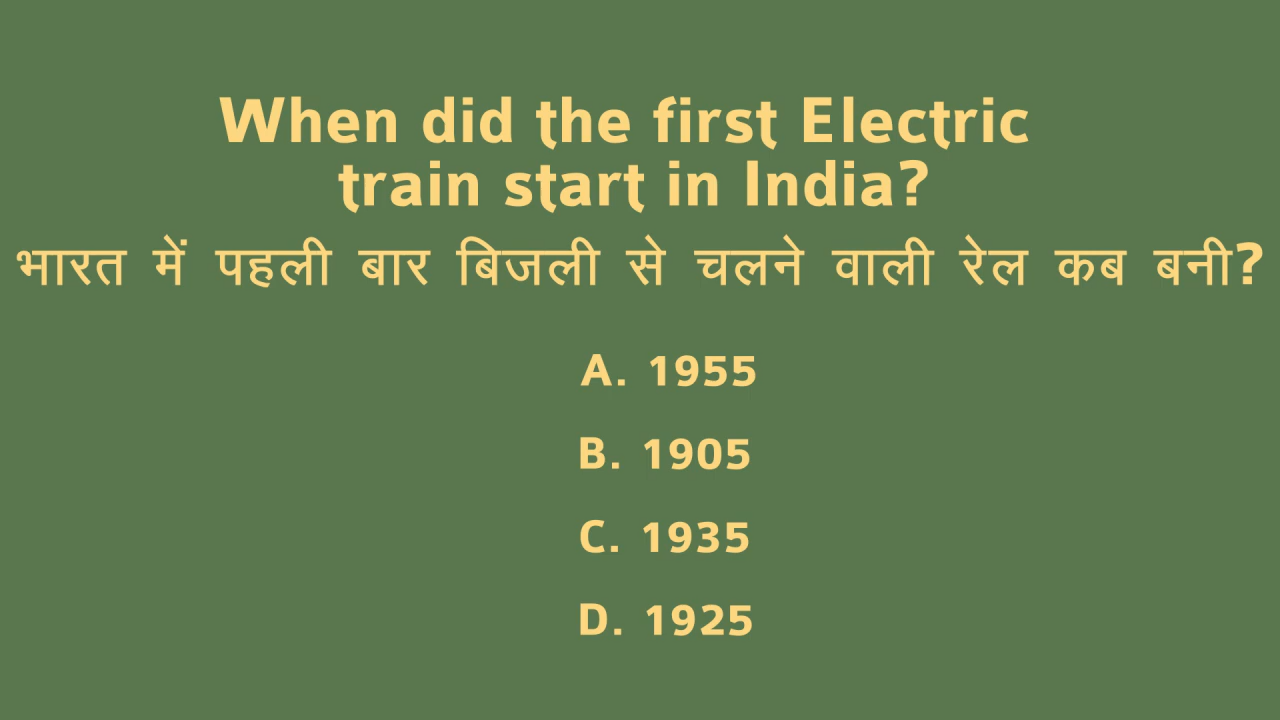 When did the first Electric
train start in India?
भारत में पहली बार बिजली से चलने वाली रेल कब बनी?
A. 1955
B. 1905
C. 1935
D. 1925